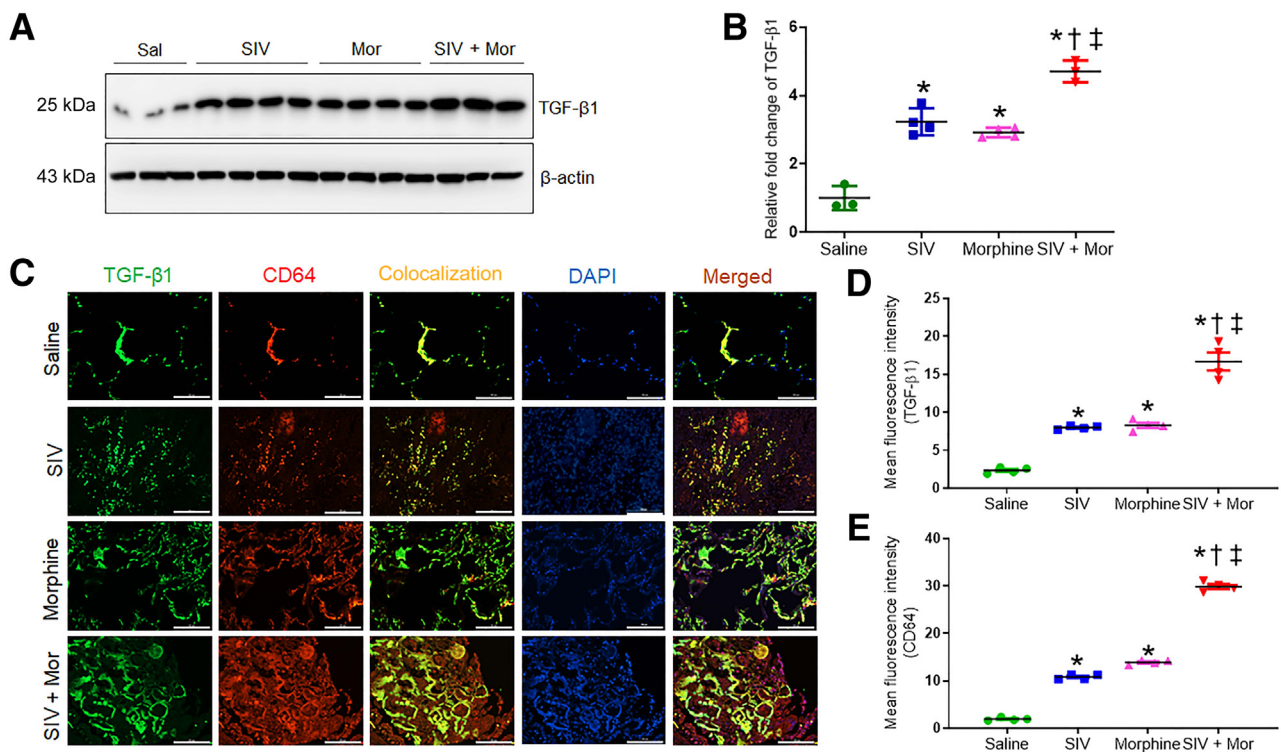 A
Sal SIV Mor SIV + Mor
25 kDa TGF-β1
43 kDa β-actin
B
Relative fold change of TGF-β1
6
4
2
0
* * *†‡
Saline SIV Morphine SIV + Mor
C
TGF-β1 CD64 Colocalization DAPI Merged
Saline
SIV
Morphine
SIV + Mor
D
Mean fluorescence intensity
(TGF-β1)
25
20
15
10
5
0
* * *†‡
Saline SIV Morphine SIV + Mor
E
Mean fluorescence intensity
(CD64)
40
30
20
10
0
* * *†‡
Saline SIV Morphine SIV + Mor